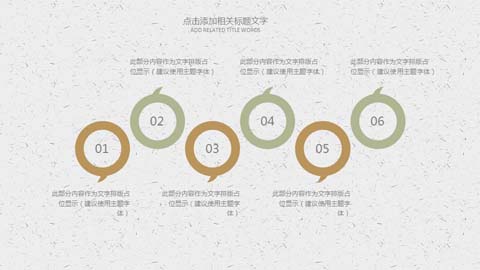 点击添加相关标题文字
ADD RELATED TITLE WORDS
此部分内容作为文字排版占
位显示（建议使用主题字体）
此部分内容作为文字排版占
位显示（建议使用主题字体）
此部分内容作为文字排版占
位显示（建议使用主题字体）
01
02
03
04
05
06
此部分内容作为文字排版占
位显示（建议使用主题字
体）
此部分内容作为文字排版占
位显示（建议使用主题字
体）
此部分内容作为文字排版占
位显示（建议使用主题字
体）